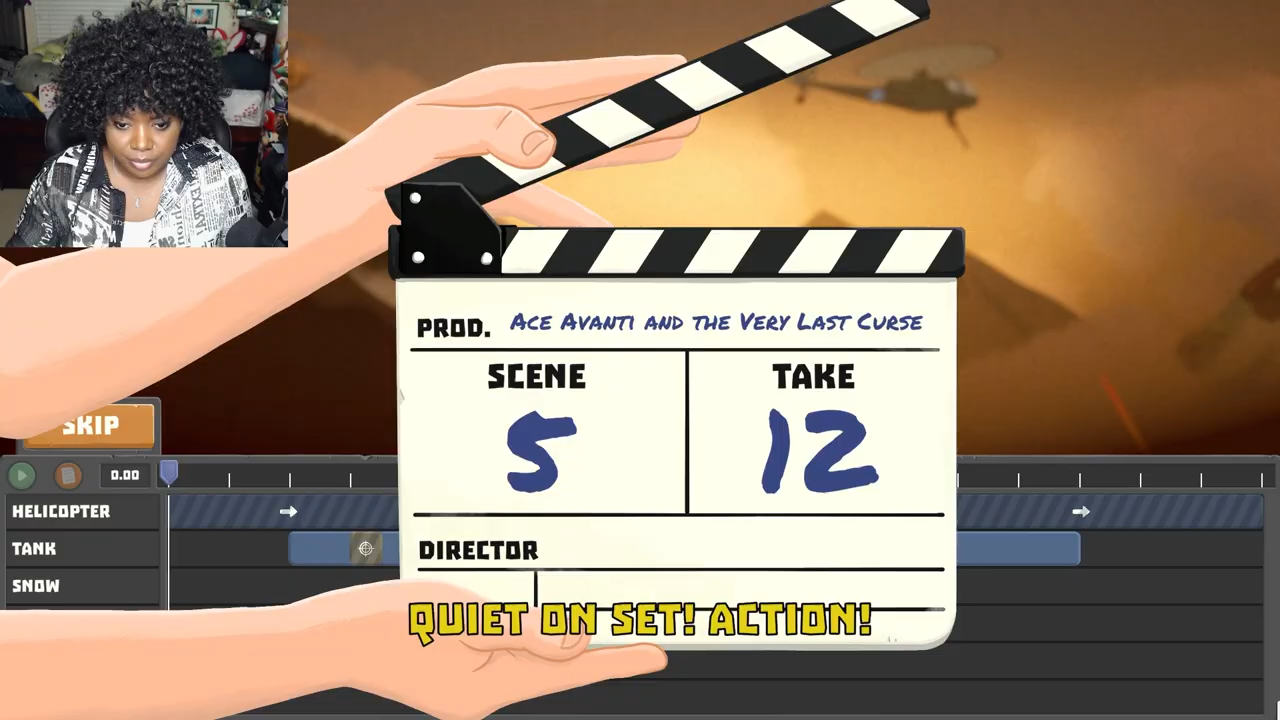 PROD. ACE AVANTI AND THE VERY LAST CURSE
SCENE
TAKE
5
12
DIRECTOR
QUIET ON SET! ACTION!
SKIP
0.00
HELICOPTER
TANK
SNOW